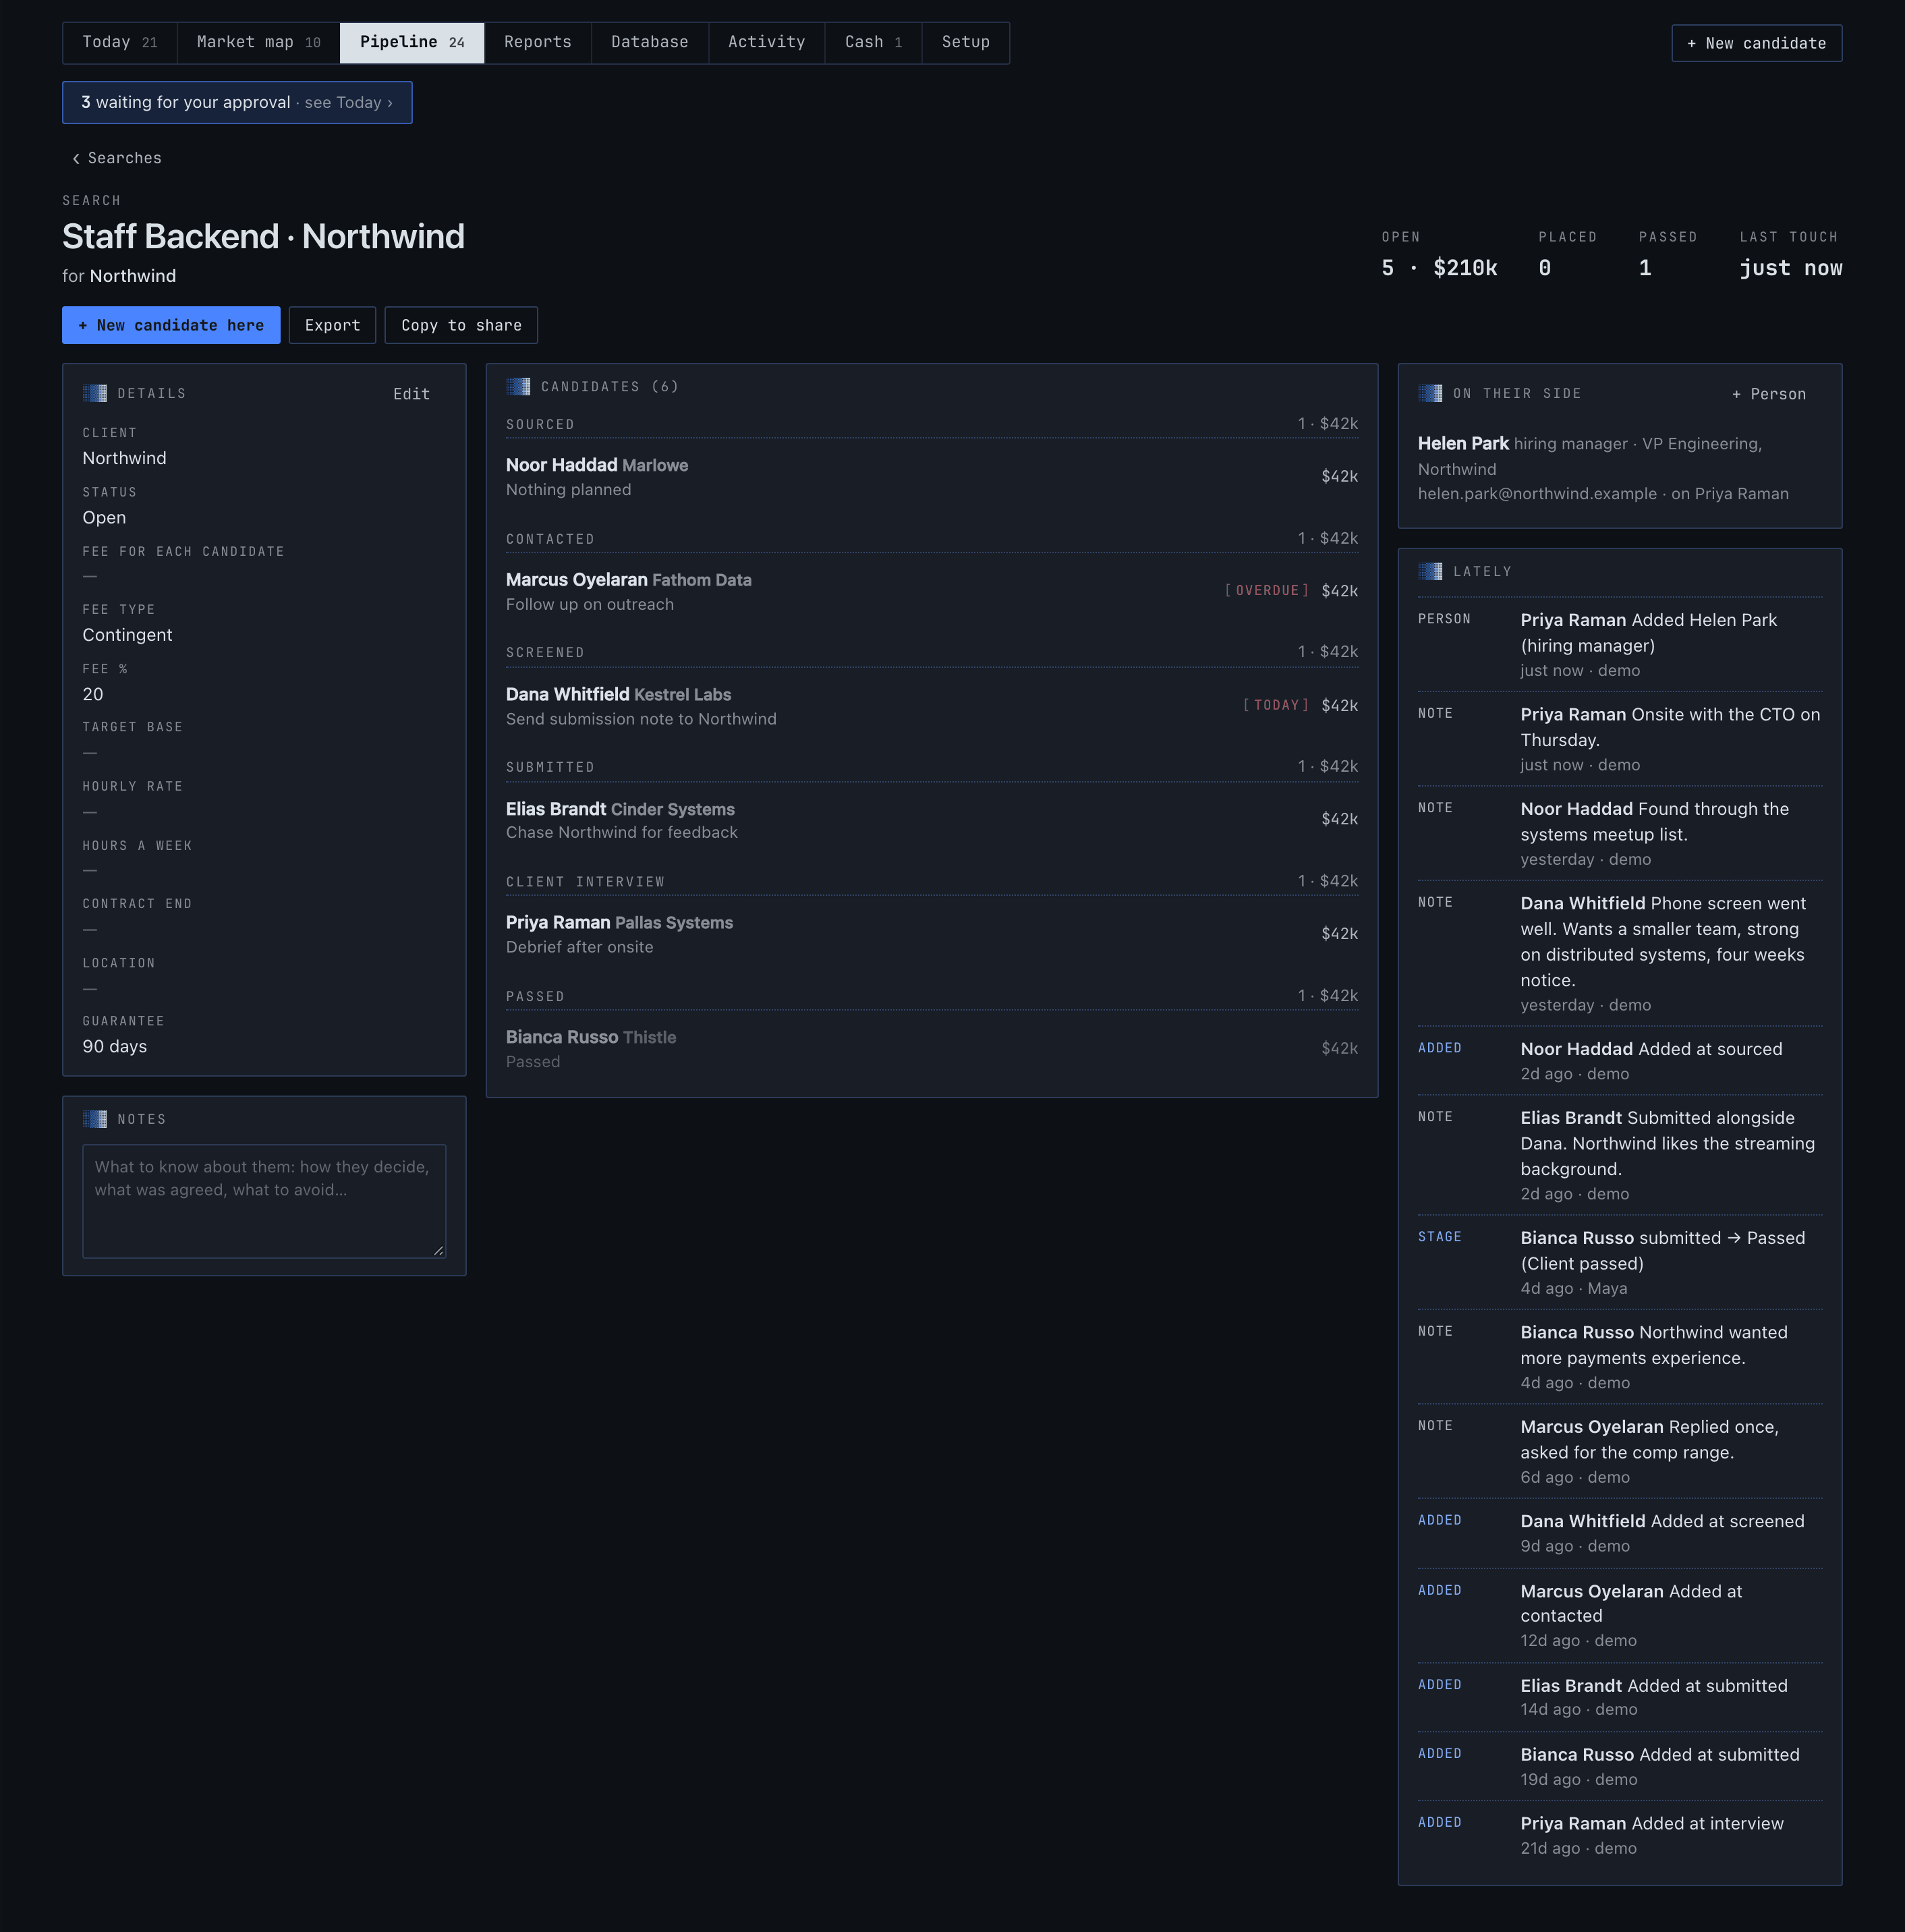 Today 21
Market map 10
Pipeline 24
Reports
Database
Activity
Cash 1
Setup
+ New candidate
3 waiting for your approval · see Today ›
‹ Searches
SEARCH
Staff Backend · Northwind
for Northwind
OPEN
5 · $210k
PLACED
0
PASSED
1
LAST TOUCH
just now
+ New candidate here
Export
Copy to share
DETAILS
Edit
CLIENT
Northwind
STATUS
Open
FEE FOR EACH CANDIDATE
—
FEE TYPE
Contingent
FEE %
20
TARGET BASE
—
HOURLY RATE
—
HOURS A WEEK
—
CONTRACT END
—
LOCATION
—
GUARANTEE
90 days
NOTES
What to know about them: how they decide,
what was agreed, what to avoid...
CANDIDATES (6)
SOURCED 1 · $42k
Noor Haddad Marlowe
Nothing planned
$42k
CONTACTED 1 · $42k
Marcus Oyelaran Fathom Data
Follow up on outreach
[OVERDUE] $42k
SCREENED 1 · $42k
Dana Whitfield Kestrel Labs
Send submission note to Northwind
[TODAY] $42k
SUBMITTED 1 · $42k
Elias Brandt Cinder Systems
Chase Northwind for feedback
$42k
CLIENT INTERVIEW 1 · $42k
Priya Raman Pallas Systems
Debrief after onsite
$42k
PASSED 1 · $42k
Bianca Russo Thistle
Passed
$42k
ON THEIR SIDE
+ Person
Helen Park hiring manager · VP Engineering,
Northwind
helen.park@northwind.example · on Priya Raman
LATELY
PERSON
Priya Raman Added Helen Park
(hiring manager)
just now · demo
NOTE
Priya Raman Onsite with the CTO on
Thursday.
just now · demo
NOTE
Noor Haddad Found through the
systems meetup list.
yesterday · demo
NOTE
Dana Whitfield Phone screen went
well. Wants a smaller team, strong
on distributed systems, four weeks
notice.
yesterday · demo
ADDED
Noor Haddad Added at sourced
2d ago · demo
NOTE
Elias Brandt Submitted alongside
Dana. Northwind likes the streaming
background.
2d ago · demo
STAGE
Bianca Russo submitted → Passed
(Client passed)
4d ago · Maya
NOTE
Bianca Russo Northwind wanted
more payments experience.
4d ago · demo
NOTE
Marcus Oyelaran Replied once,
asked for the comp range.
6d ago · demo
ADDED
Dana Whitfield Added at screened
9d ago · demo
ADDED
Marcus Oyelaran Added at
contacted
12d ago · demo
ADDED
Elias Brandt Added at submitted
14d ago · demo
ADDED
Bianca Russo Added at submitted
19d ago · demo
ADDED
Priya Raman Added at interview
21d ago · demo